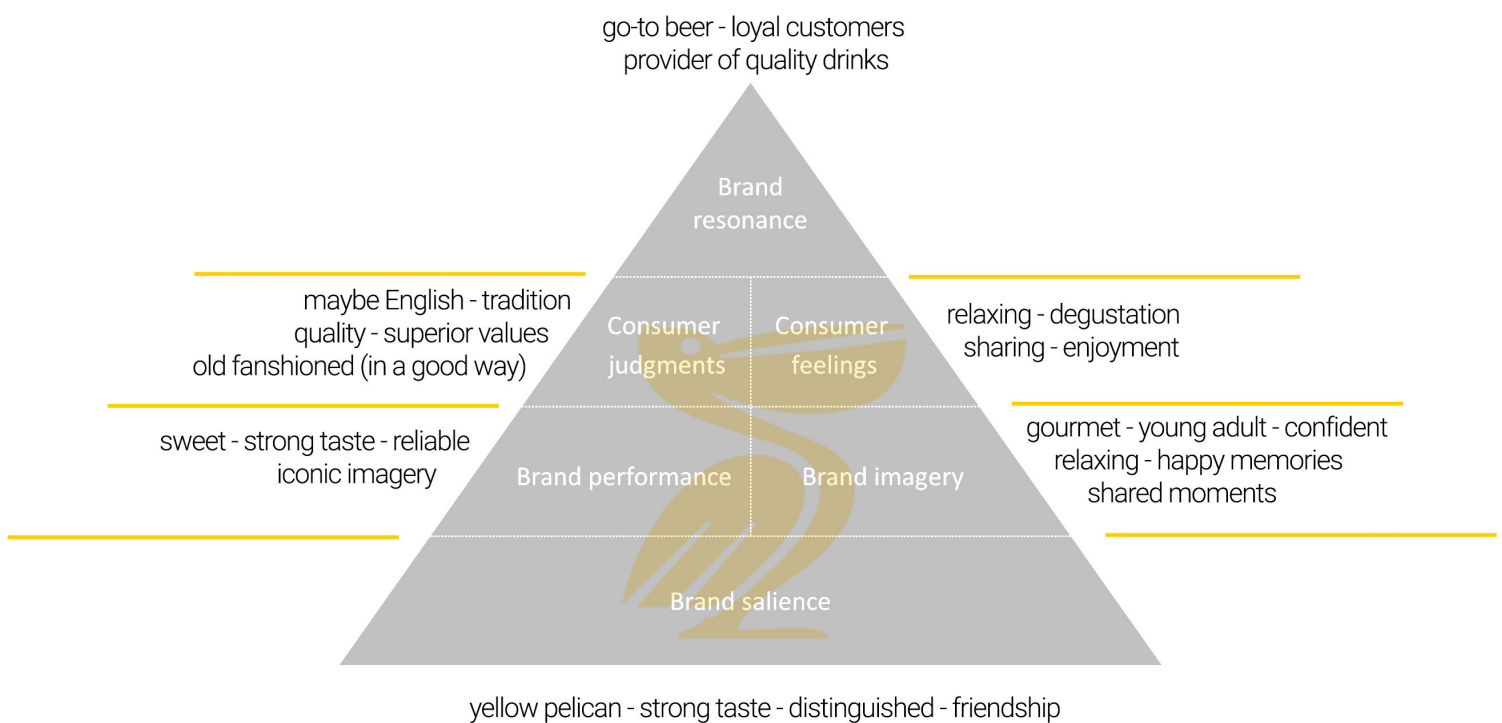 go-to beer - loyal customers
provider of quality drinks
Brand
resonance
maybe English - tradition
quality - superior values
old fanshioned (in a good way)
Consumer
judgments
Consumer
feelings
relaxing - degustation
sharing - enjoyment
sweet - strong taste - reliable
iconic imagery
Brand performance
Brand imagery
gourmet - young adult - confident
relaxing - happy memories
shared moments
Brand salience
yellow pelican - strong taste - distinguished - friendship